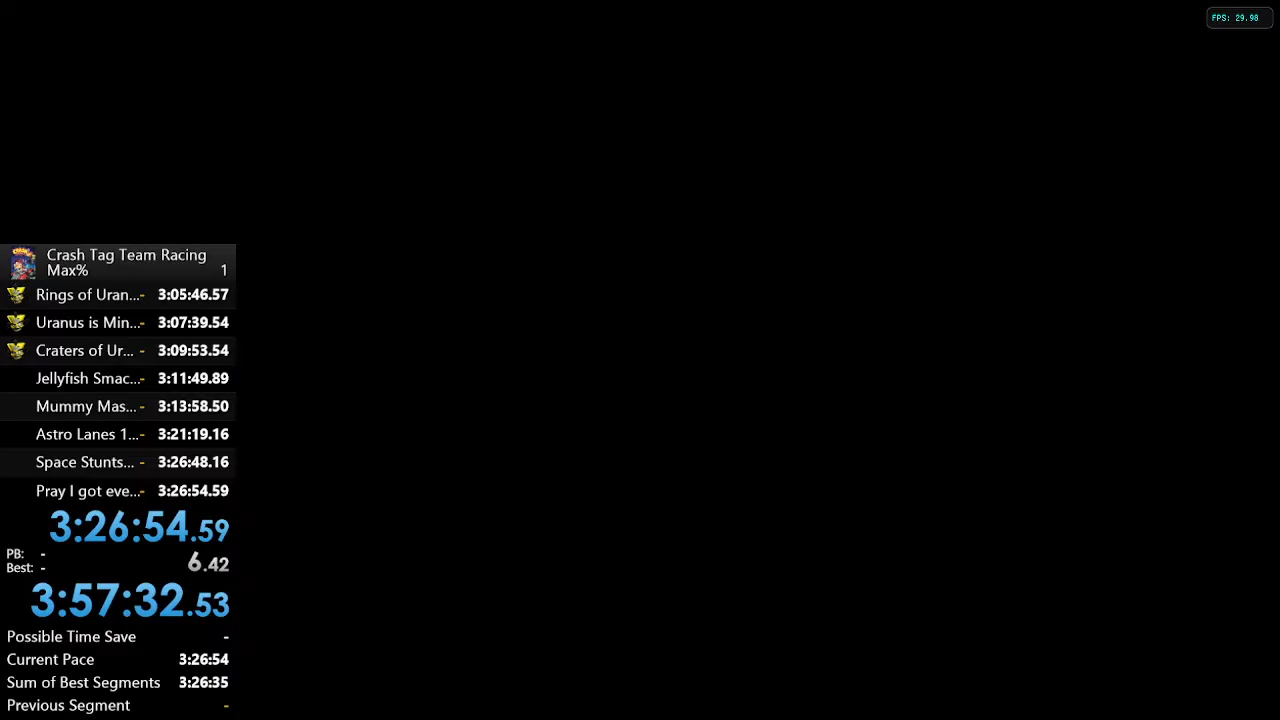 FPS: 29.98
Crash Tag Team Racing
Max% 1
Rings of Uran...- 3:05:46.57
Uranus is Min...- 3:07:39.54
Craters of Ur... - 3:09:53.54
Jellyfish Smac...- 3:11:49.89
Mummy Mas... - 3:13:58.50
Astro Lanes 1...- 3:21:19.16
Space Stunts... - 3:26:48.16
Pray I got eve...- 3:26:54.59
3:26:54.59
PB: -
Best: - 6.42
3:57:32.53
Possible Time Save -
Current Pace 3:26:54
Sum of Best Segments 3:26:35
Previous Segment -